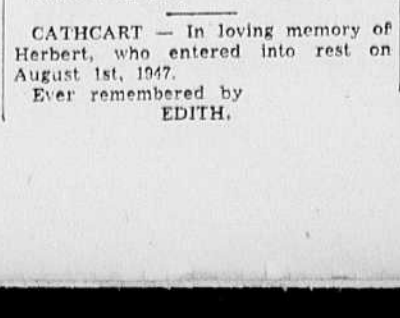 CATHCART — In loving memory of
Herbert, who entered into rest on
August 1st, 1947.
Ever remembered by
EDITH.